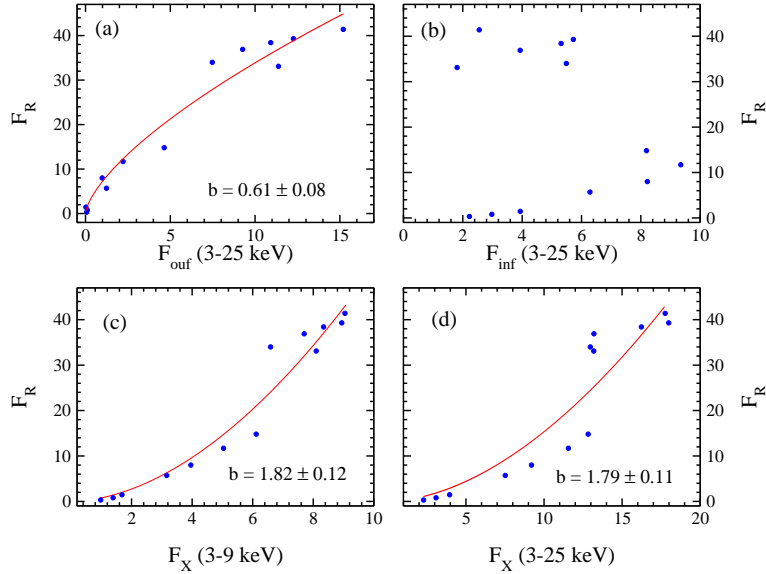 (a)
(b)
F_R
F_R
40
30
20
10
0
40
30
20
10
0
b = 0.61 ± 0.08
0
5
10
15
0
2
4
6
8
10
F_ouf (3-25 keV)
F_inf (3-25 keV)
(c)
(d)
F_R
F_R
40
30
20
10
0
40
30
20
10
0
b = 1.82 ± 0.12
b = 1.79 ± 0.11
2
4
6
8
10
5
10
15
20
F_X (3-9 keV)
F_X (3-25 keV)